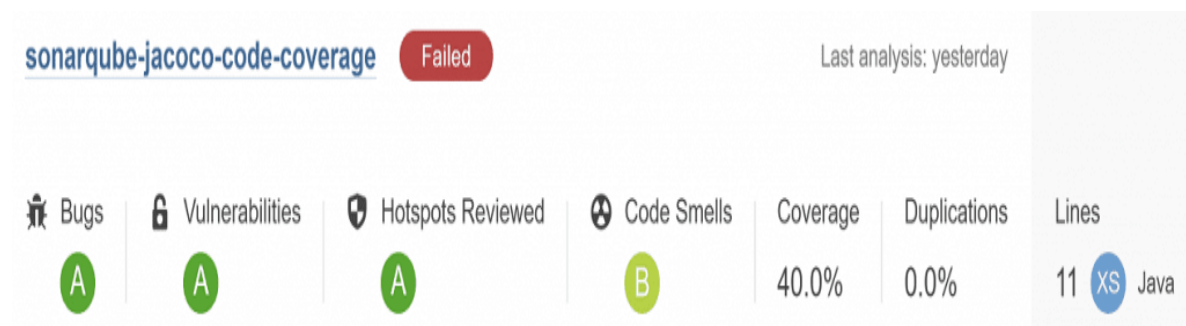 sonarqube-jacoco-code-coverage Failed Last analysis: yesterday
Bugs Vulnerabilities Hotspots Reviewed Code Smells Coverage Duplications Lines
A A A B 40.0% 0.0% 11 XS Java